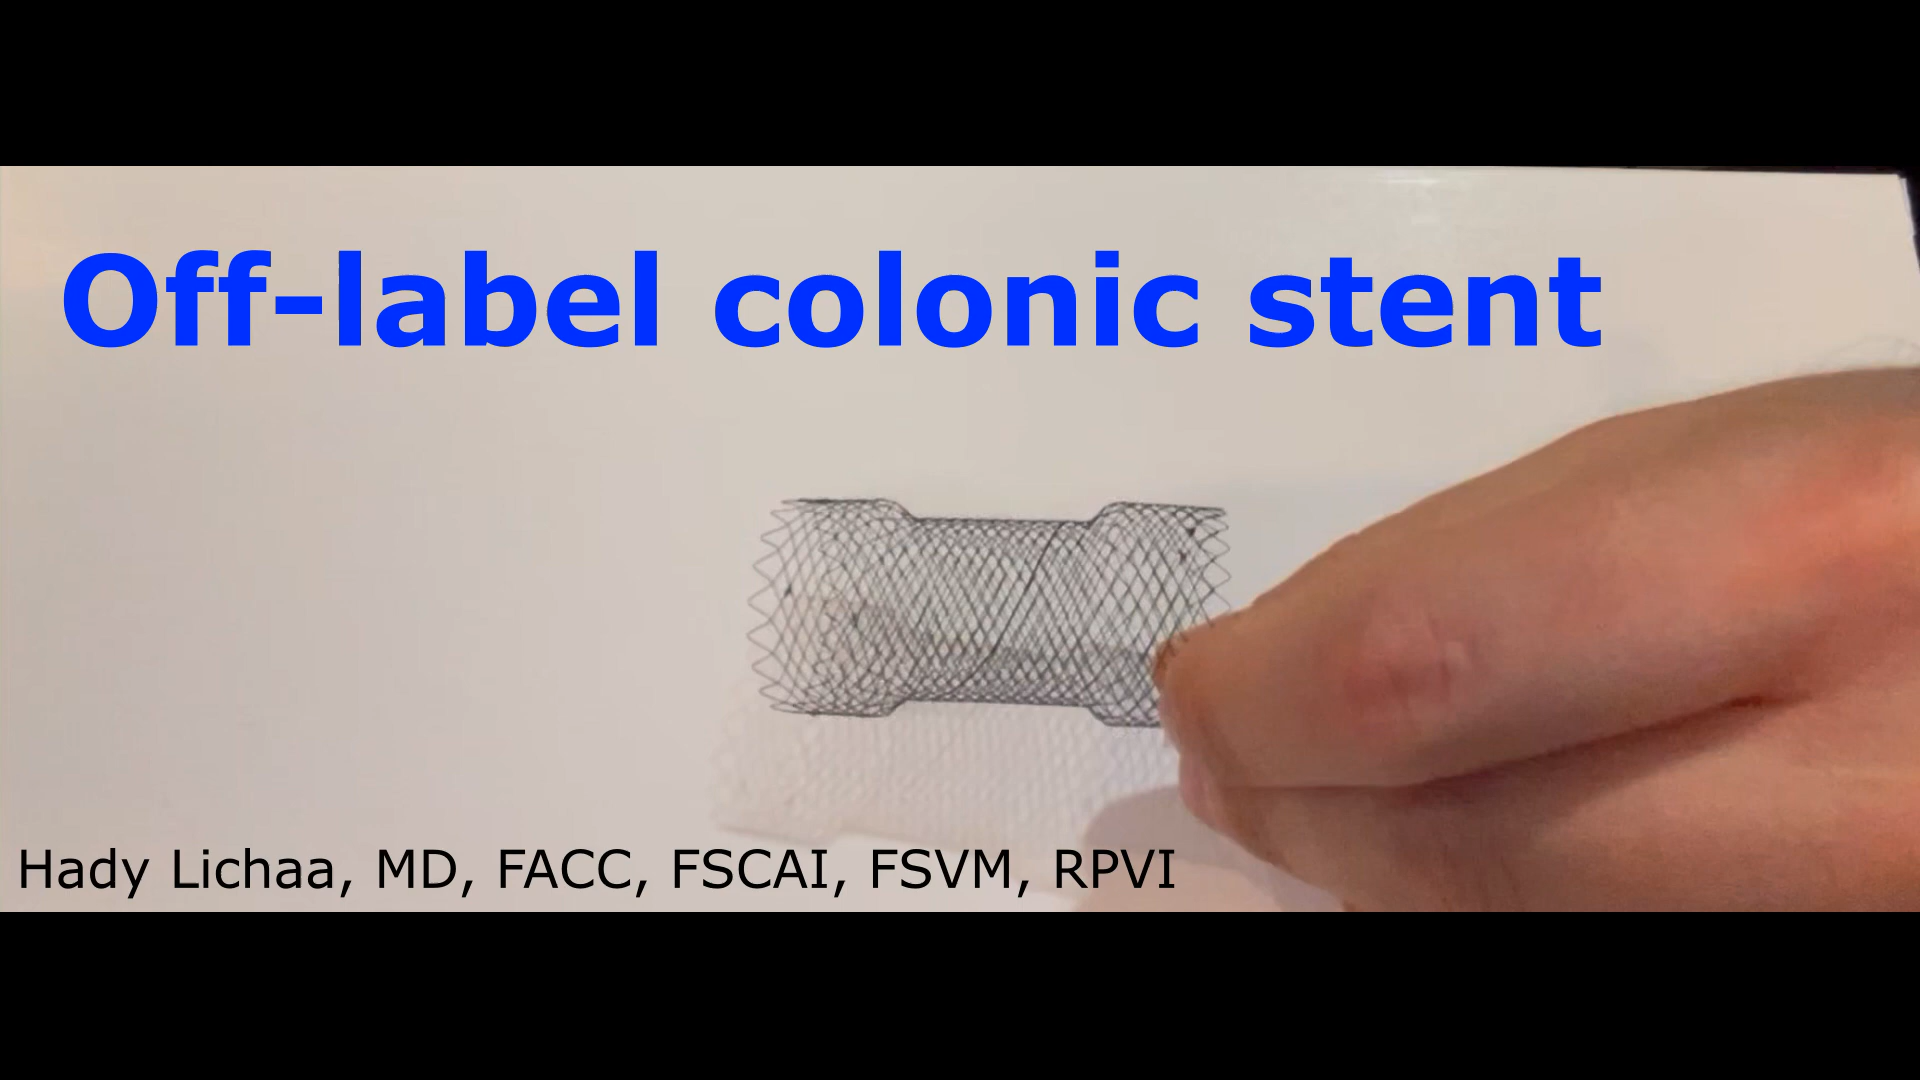 Off-label colonic stent
Hady Lichaa, MD, FACC, FSCAI, FSVM, RPVI